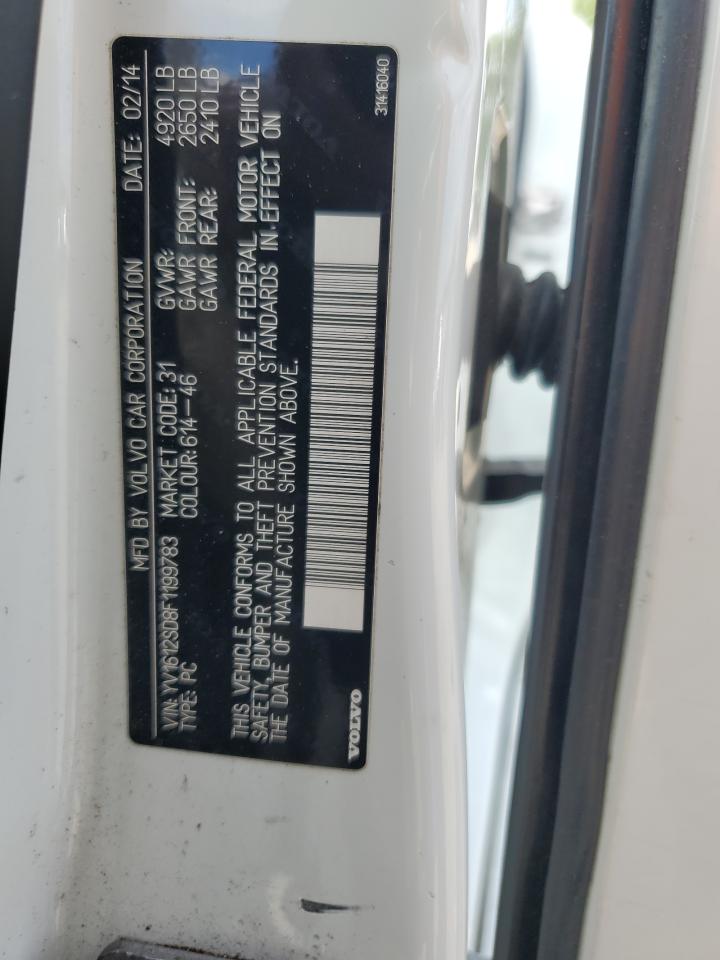 MFD BY VOLVO CAR CORPORATION DATE: 02/14
VIN: YV1612SD8F1199783 MARKET CODE: 31 GVWR: 4920 LB
TYPE: PC COLOUR: 614-46 GAWR FRONT: 2650 LB
GAWR REAR: 2410 LB
THIS VEHICLE CONFORMS TO ALL APPLICABLE FEDERAL MOTOR VEHICLE
SAFETY, BUMPER AND THEFT PREVENTION STANDARDS IN EFFECT ON
THE DATE OF MANUFACTURE SHOWN ABOVE.
VOLVO 31416040